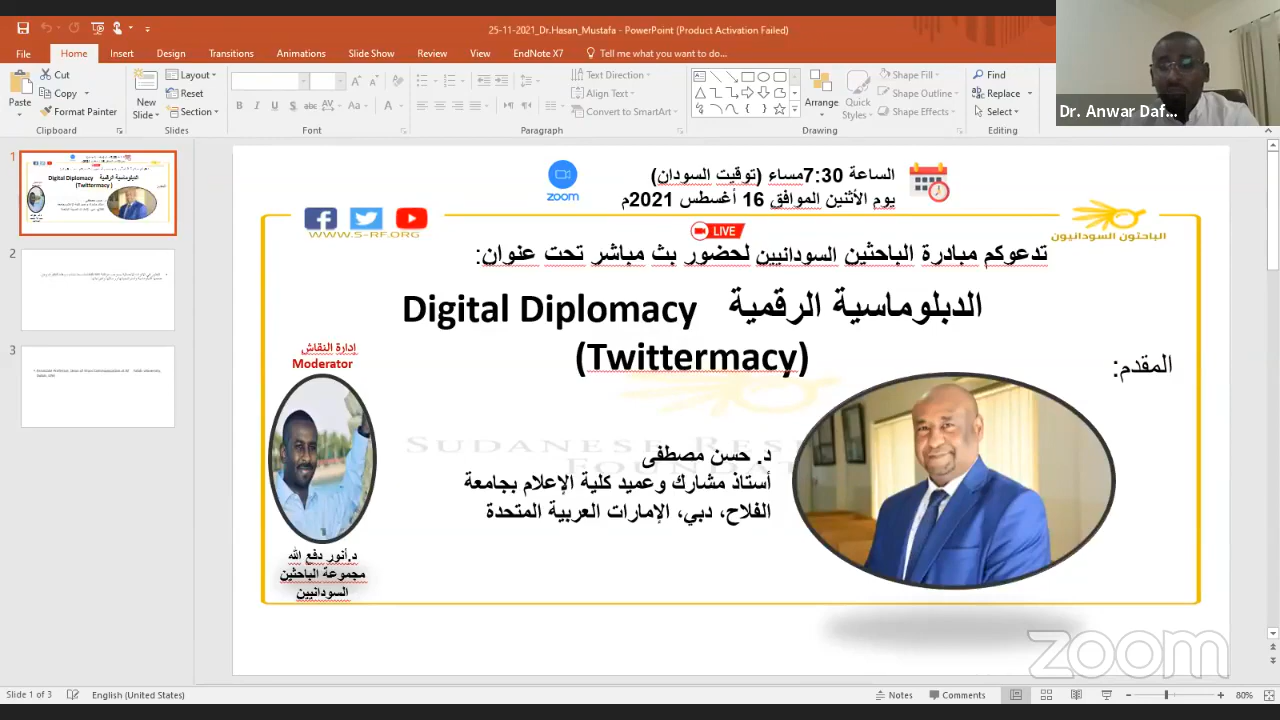 25-11-2021_Dr.Hasan_Mustafa - PowerPoint (Product Activation Failed)
File Home Insert Design Transitions Animations Slide Show Review View EndNote X7 Tell me what you want to do...
Paste
Cut
Copy
Format Painter
Clipboard
New Slide
Layout
Reset
Section
Slides
Font
Text Direction
Align Text
Convert to SmartArt
Paragraph
Arrange
Quick Styles
Shape Fill
Shape Outline
Shape Effects
Drawing
Find
Replace
Select
Editing
Dr. Anwar Daf...
1
2
3
الساعة 7:30مساء (توقيت السودان)
يوم الأثنين الموافق 16 أغسطس 2021م
zoom
WWW.S-RF.ORG
LIVE
الباحثون السودانيون
تدعوكم مبادرة الباحثين السودانيين لحضور بث مباشر تحت عنوان:
الدبلوماسية الرقمية Digital Diplomacy
(Twittermacy)
المقدم:
إدارة النقاش
Moderator
د. حسن مصطفى
أستاذ مشارك وعميد كلية الإعلام بجامعة
الفلاح، دبي، الإمارات العربية المتحدة
د.أنور دفع الله
مجموعة الباحثين
السودانيين
zoom
Slide 1 of 3 English (United States) Notes Comments 80%